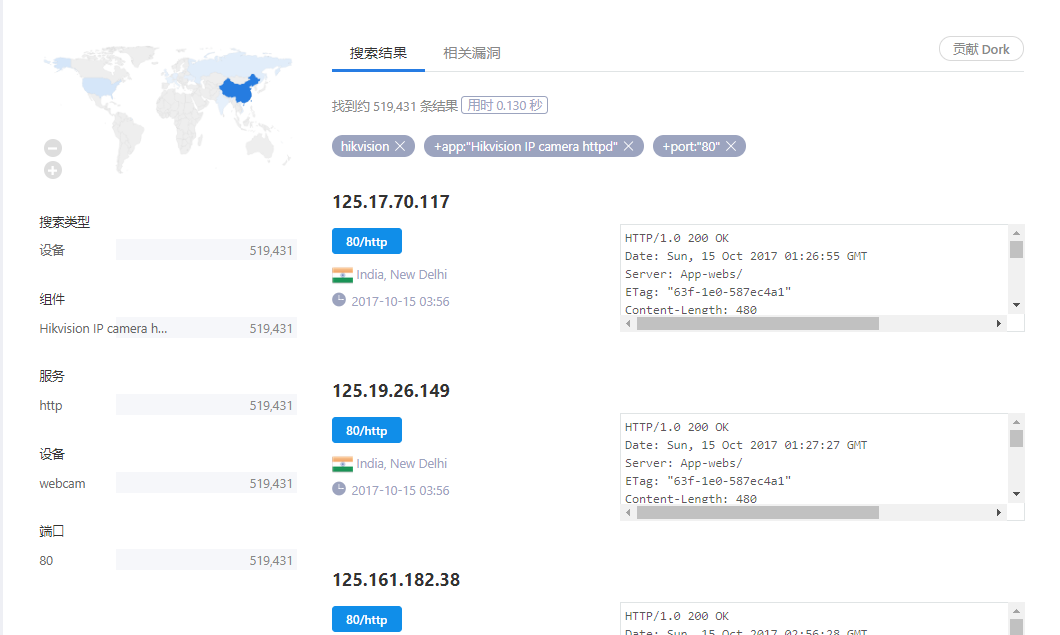 搜索结果
相关漏洞
贡献 Dork
找到约 519,431 条结果 用时 0.130 秒
hikvision
+app:"Hikvision IP camera httpd"
+port:"80"
搜索类型
设备 519,431
组件
Hikvision IP camera h... 519,431
服务
http 519,431
设备
webcam 519,431
端口
80 519,431
125.17.70.117
80/http
India, New Delhi
2017-10-15 03:56
HTTP/1.0 200 OK
Date: Sun, 15 Oct 2017 01:26:55 GMT
Server: App-webs/
ETag: "63f-1e0-587ec4a1"
Content-Length: 480
125.19.26.149
80/http
India, New Delhi
2017-10-15 03:56
HTTP/1.0 200 OK
Date: Sun, 15 Oct 2017 01:27:27 GMT
Server: App-webs/
ETag: "63f-1e0-587ec4a1"
Content-Length: 480
125.161.182.38
80/http
HTTP/1.0 200 OK
Date: Sun, 15 Oct 2017 02:56:28 GMT